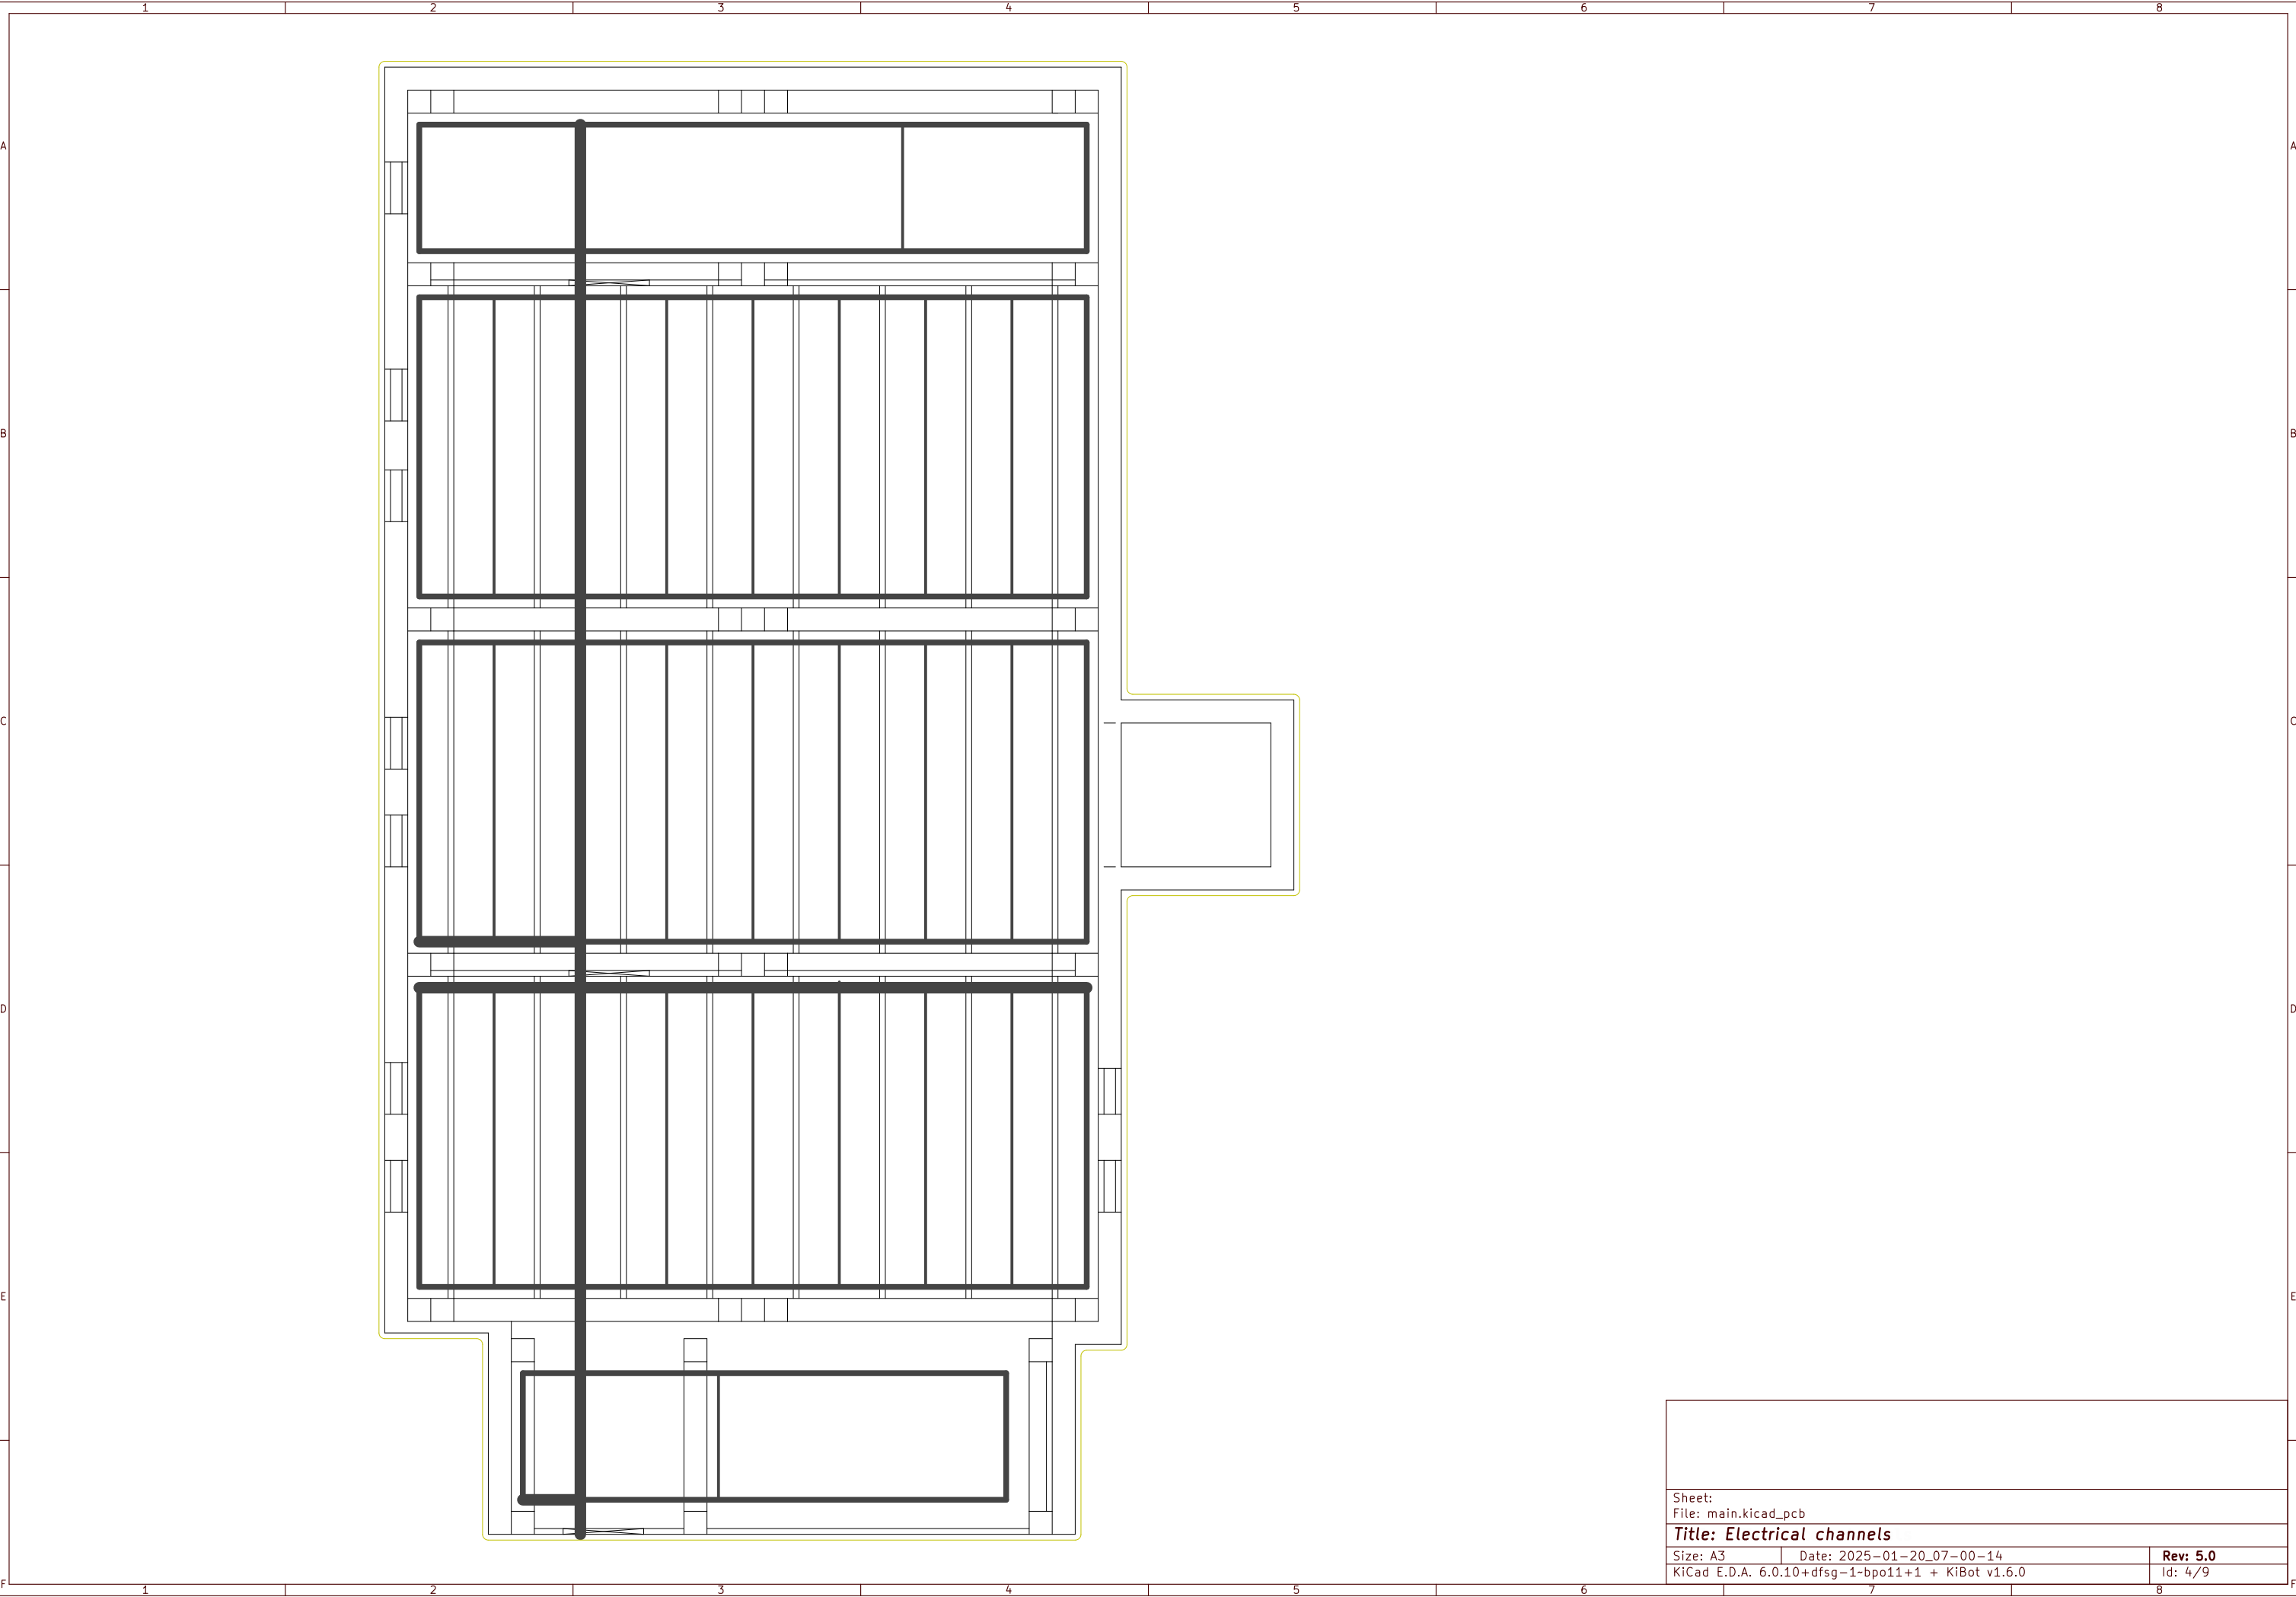 1 2 3 4 5 6 7 8
A A
B B
C C
D D
E E
F F
Sheet:
File: main.kicad_pcb
Title: Electrical channels
Size: A3 Date: 2025-01-20_07-00-14 Rev: 5.0
KiCad E.D.A. 6.0.10+dfsg-1~bpo11+1 + KiBot v1.6.0 Id: 4/9
1 2 3 4 5 6 7 8